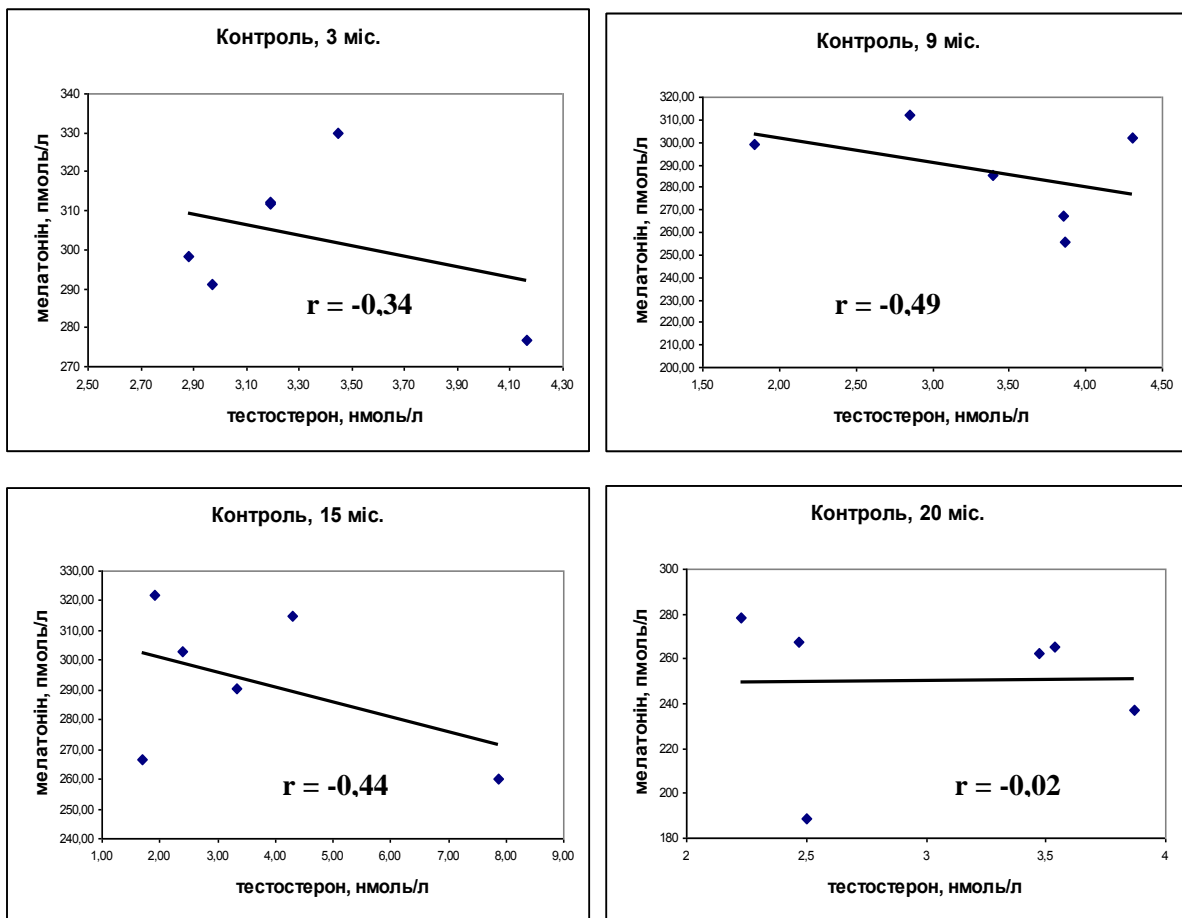 Контроль, 3 міс.
мелатонін, пмоль/л
340
330
320
310
300
290
280
270
2,50 2,70 2,90 3,10 3,30 3,50 3,70 3,90 4,10 4,30
r = -0,34
тестостерон, нмоль/л
Контроль, 9 міс.
мелатонін, пмоль/л
320,00
310,00
300,00
290,00
280,00
270,00
260,00
250,00
240,00
230,00
220,00
210,00
200,00
1,50 2,00 2,50 3,00 3,50 4,00 4,50
r = -0,49
тестостерон, нмоль/л
Контроль, 15 міс.
мелатонін, пмоль/л
330,00
320,00
310,00
300,00
290,00
280,00
270,00
260,00
250,00
240,00
1,00 2,00 3,00 4,00 5,00 6,00 7,00 8,00 9,00
r = -0,44
тестостерон, нмоль/л
Контроль, 20 міс.
мелатонін, пмоль/л
300
280
260
240
220
200
180
2 2,5 3 3,5 4
r = -0,02
тестостерон, нмоль/л